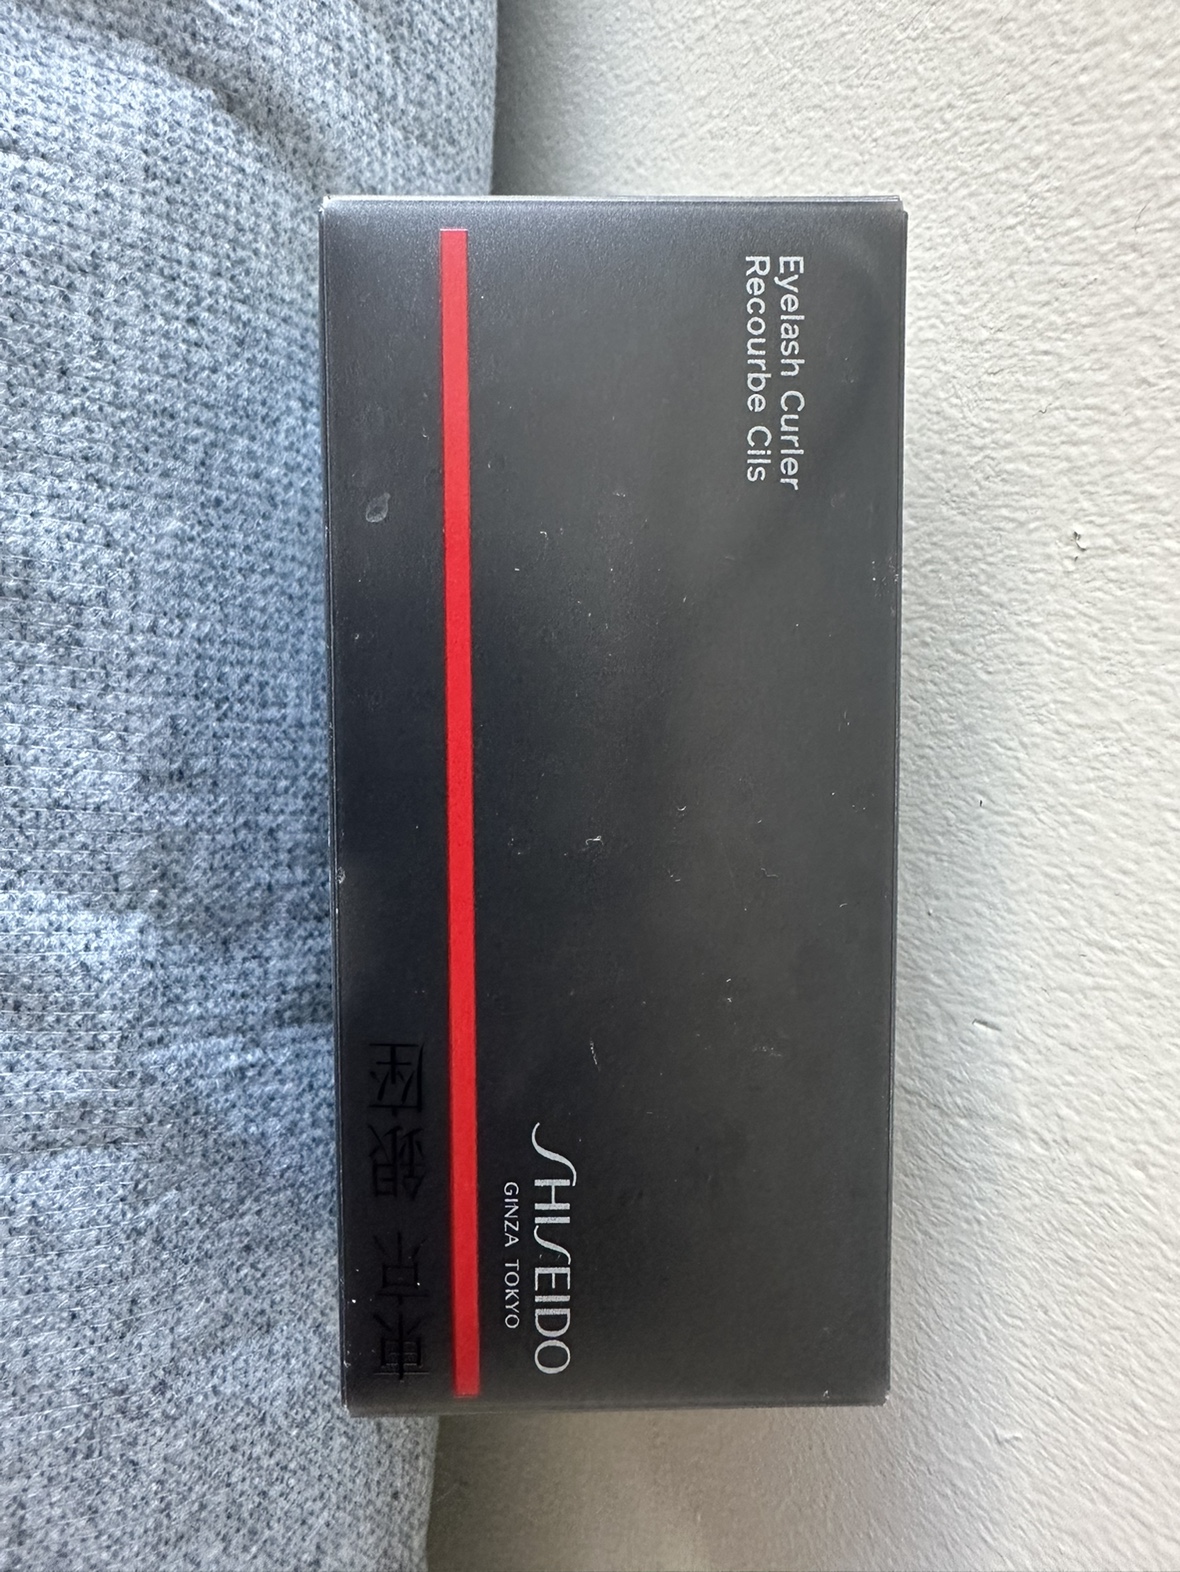 Eyelash Curler
Recourbe Cils
SHISEIDO
GINZA TOKYO
東京銀座